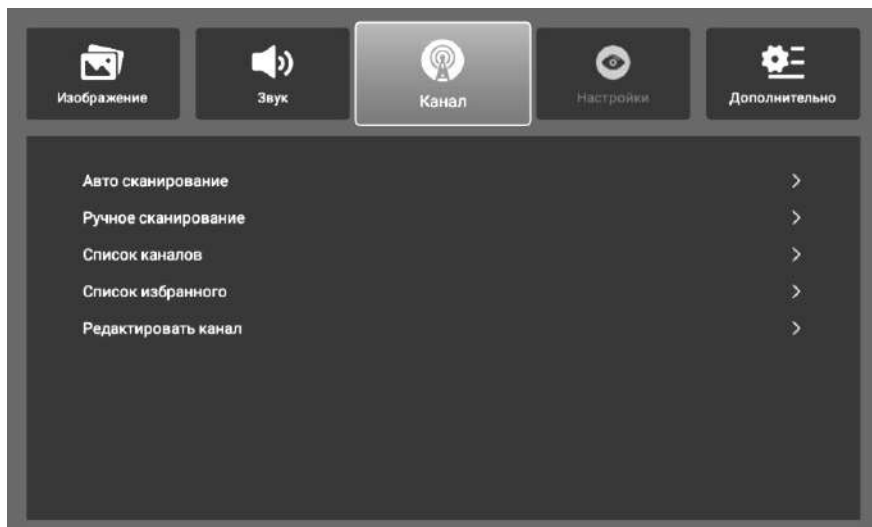 Изображение
Звук
Канал
Настройки
Дополнительно
Авто сканирование
Ручное сканирование
Список каналов
Список избранного
Редактировать канал